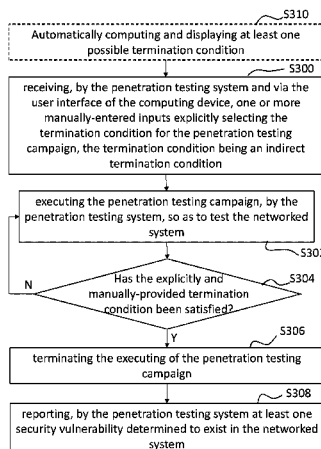 S310
Automatically computing and displaying at least one
possible termination condition
S300
receiving, by the penetration testing system and via the
user interface of the computing device, one or more
manually-entered inputs explicitly selecting the
termination condition for the penetration testing
campaign, the termination condition being an indirect
termination condition
executing the penetration testing campaign, by the
penetration testing system, so as to test the networked
system
S302
S304
N
Has the explicitly and
manually-provided termination
condition been satisfied?
Y
S306
terminating the executing of the penetration testing
campaign
S308
reporting, by the penetration testing system at least one
security vulnerability determined to exist in the networked
system